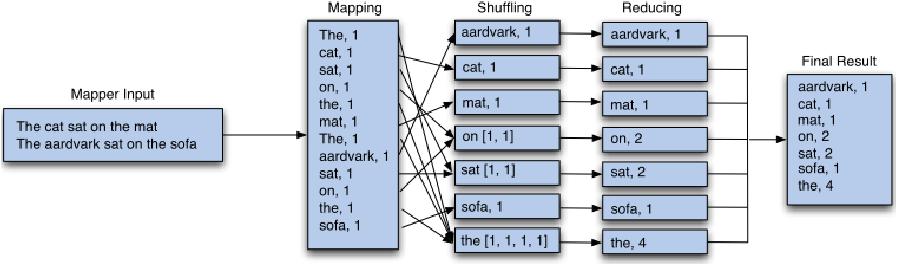 Mapper Input
The cat sat on the mat
The aardvark sat on the sofa
Mapping
The, 1
cat, 1
sat, 1
on, 1
the, 1
mat, 1
The, 1
aardvark, 1
sat, 1
on, 1
the, 1
sofa, 1
Shuffling
aardvark, 1
cat, 1
mat, 1
on [1, 1]
sat [1, 1]
sofa, 1
the [1, 1, 1, 1]
Reducing
aardvark, 1
cat, 1
mat, 1
on, 2
sat, 2
sofa, 1
the, 4
Final Result
aardvark, 1
cat, 1
mat, 1
on, 2
sat, 2
sofa, 1
the, 4